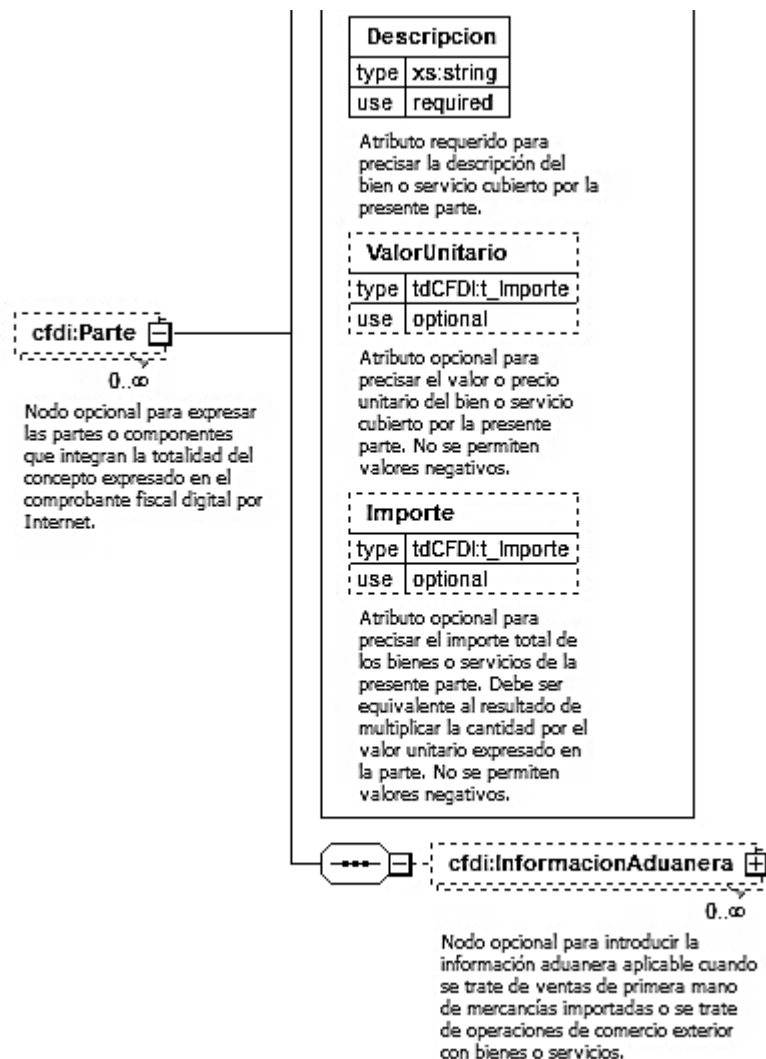 Descripcion
type xs:string
use required
Atributo requerido para
precisar la descripción del
bien o servicio cubierto por la
presente parte.
ValorUnitario
type tdCFDI:t_Importe
use optional
Atributo opcional para
precisar el valor o precio
unitario del bien o servicio
cubierto por la presente
parte. No se permiten
valores negativos.
cfdi:Parte
0..∞
Nodo opcional para expresar
las partes o componentes
que integran la totalidad del
concepto expresado en el
comprobante fiscal digital por
Internet.
Importe
type tdCFDI:t_Importe
use optional
Atributo opcional para
precisar el importe total de
los bienes o servicios de la
presente parte. Debe ser
equivalente al resultado de
multiplicar la cantidad por el
valor unitario expresado en
la parte. No se permiten
valores negativos.
cfdi:InformacionAduanera
0..∞
Nodo opcional para introducir la
información aduanera aplicable cuando
se trate de ventas de primera mano
de mercancías importadas o se trate
de operaciones de comercio exterior
con bienes o servicios.